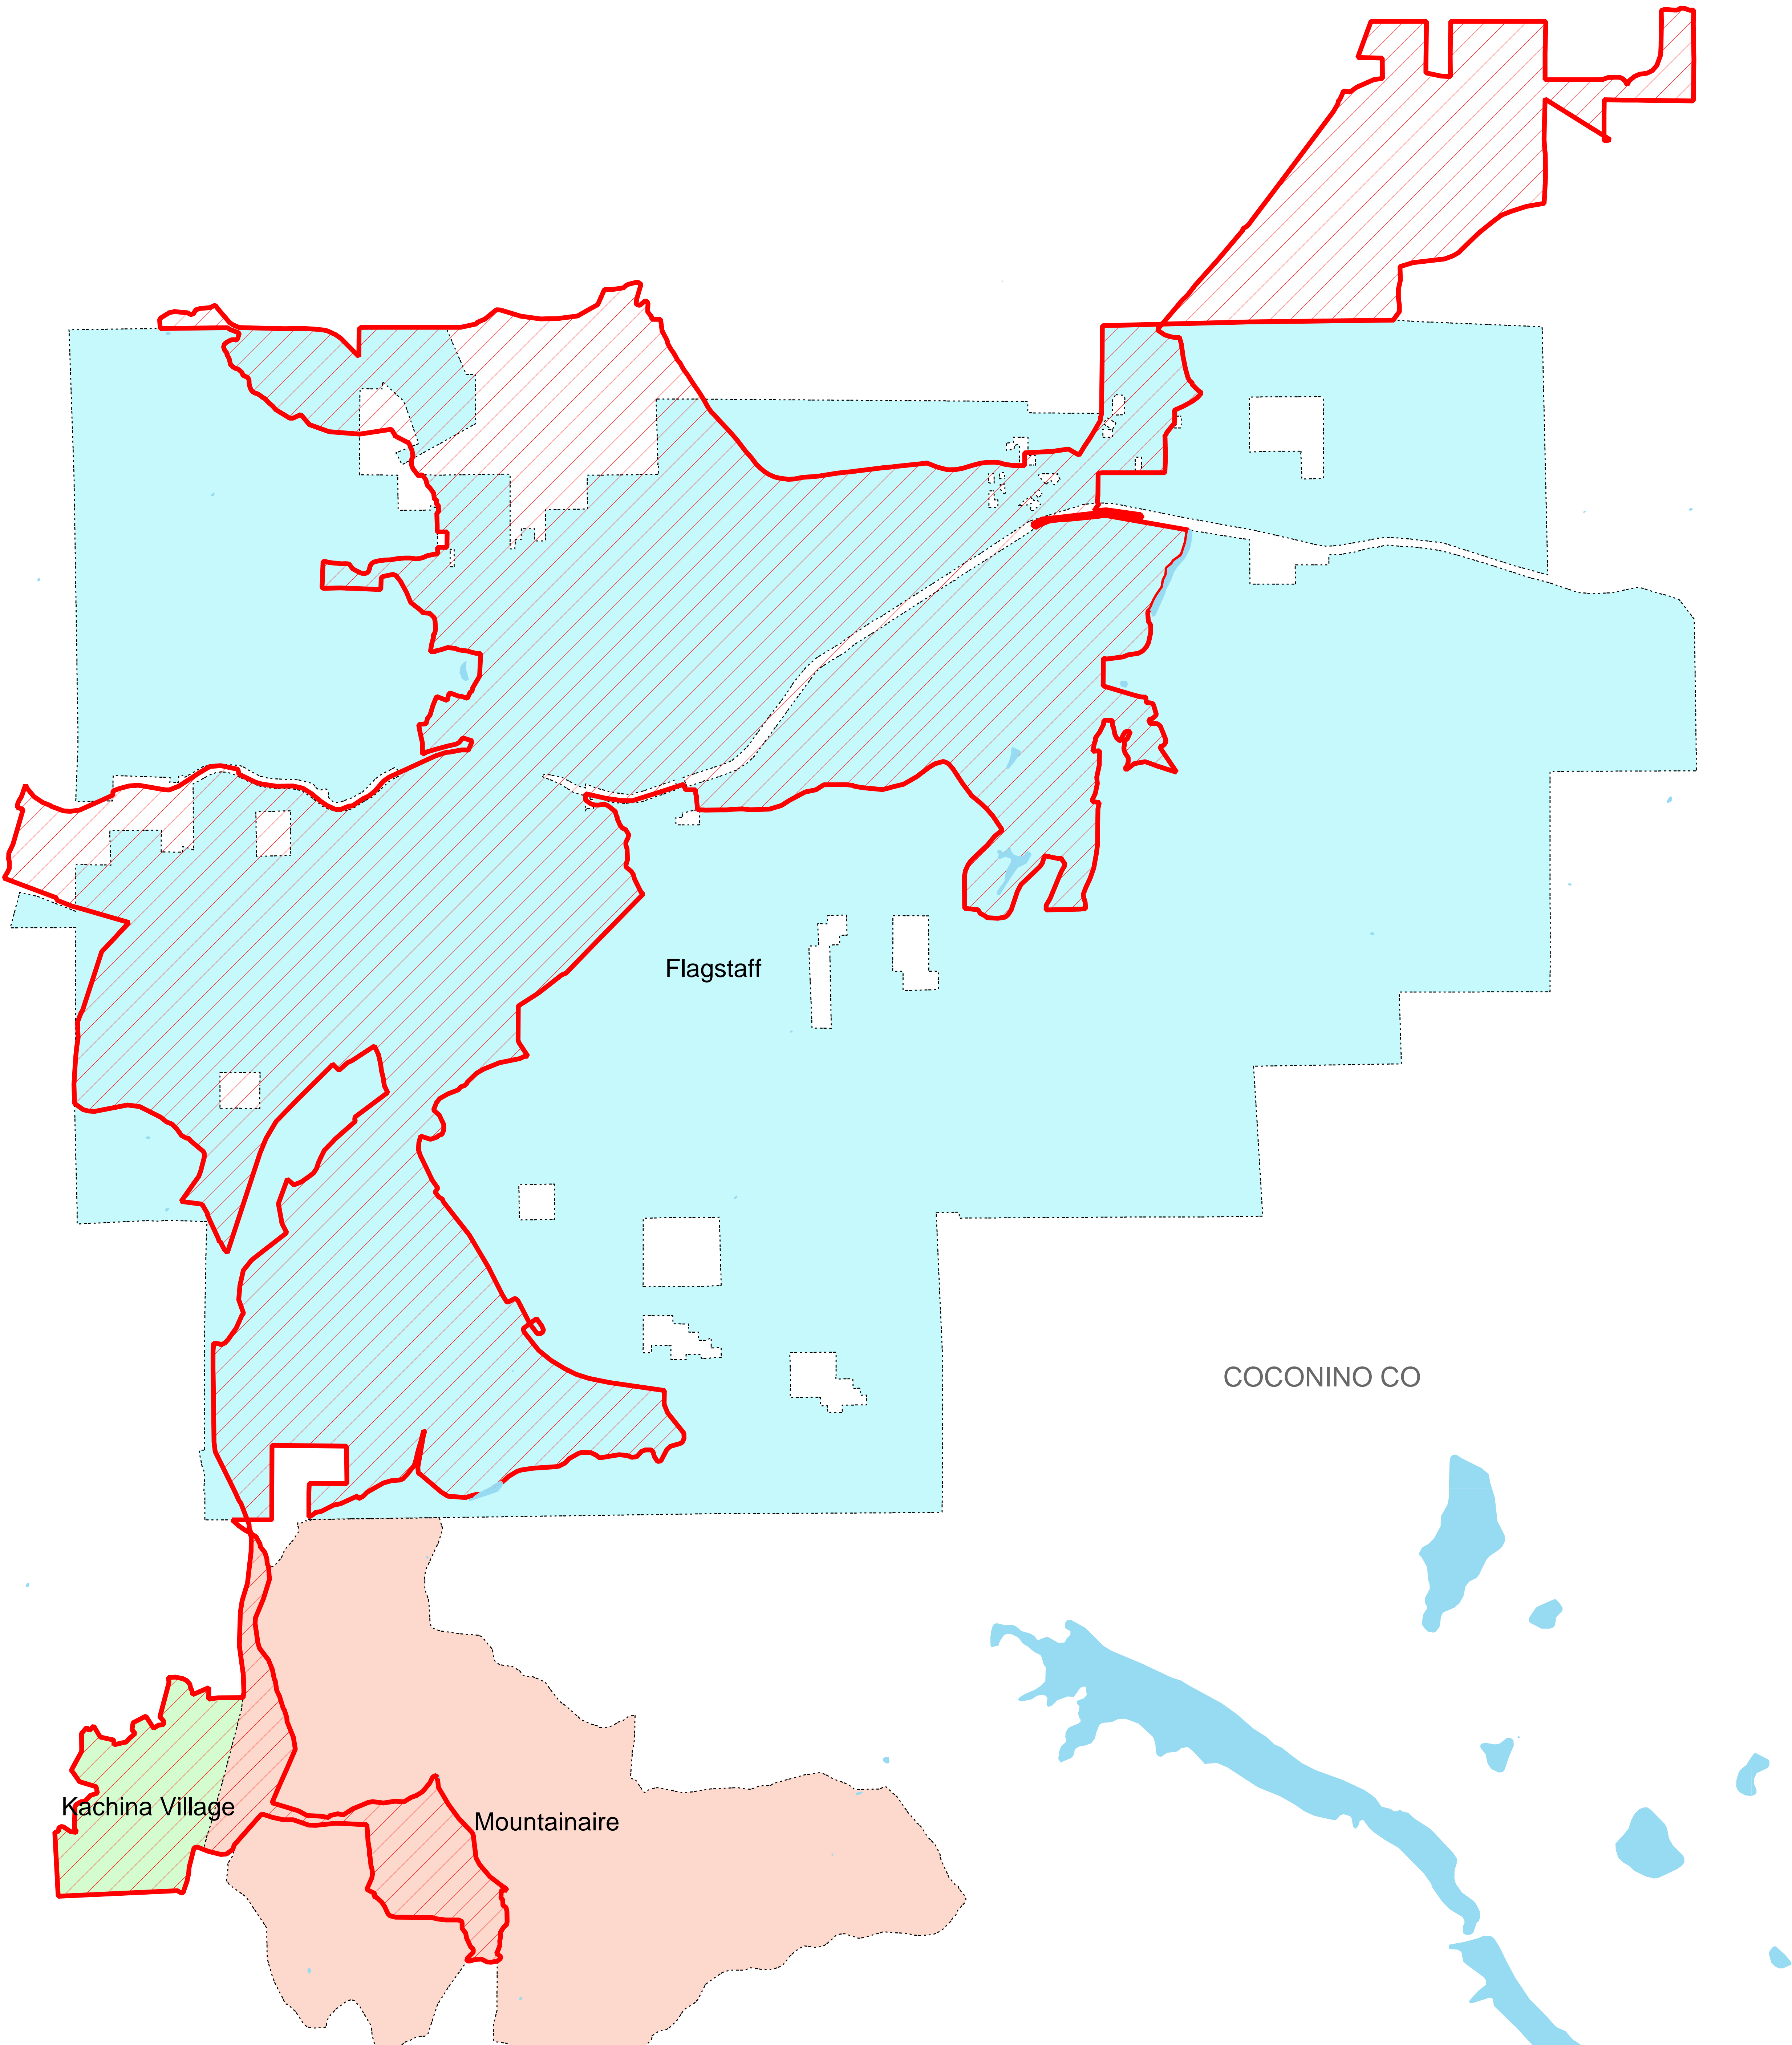 Flagstaff
COCONINO CO
Kachina Village
Mountainaire